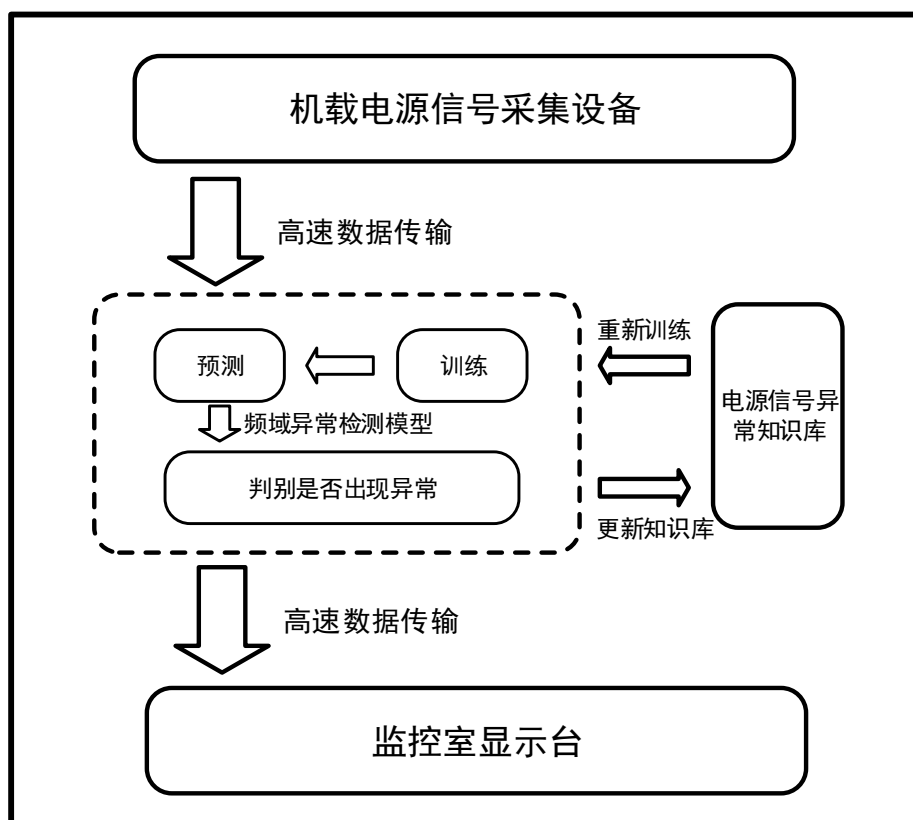 机载电源信号采集设备
高速数据传输
重新训练
预测
训练
电源信号异
常知识库
频域异常检测模型
判别是否出现异常
更新知识库
高速数据传输
监控室显示台